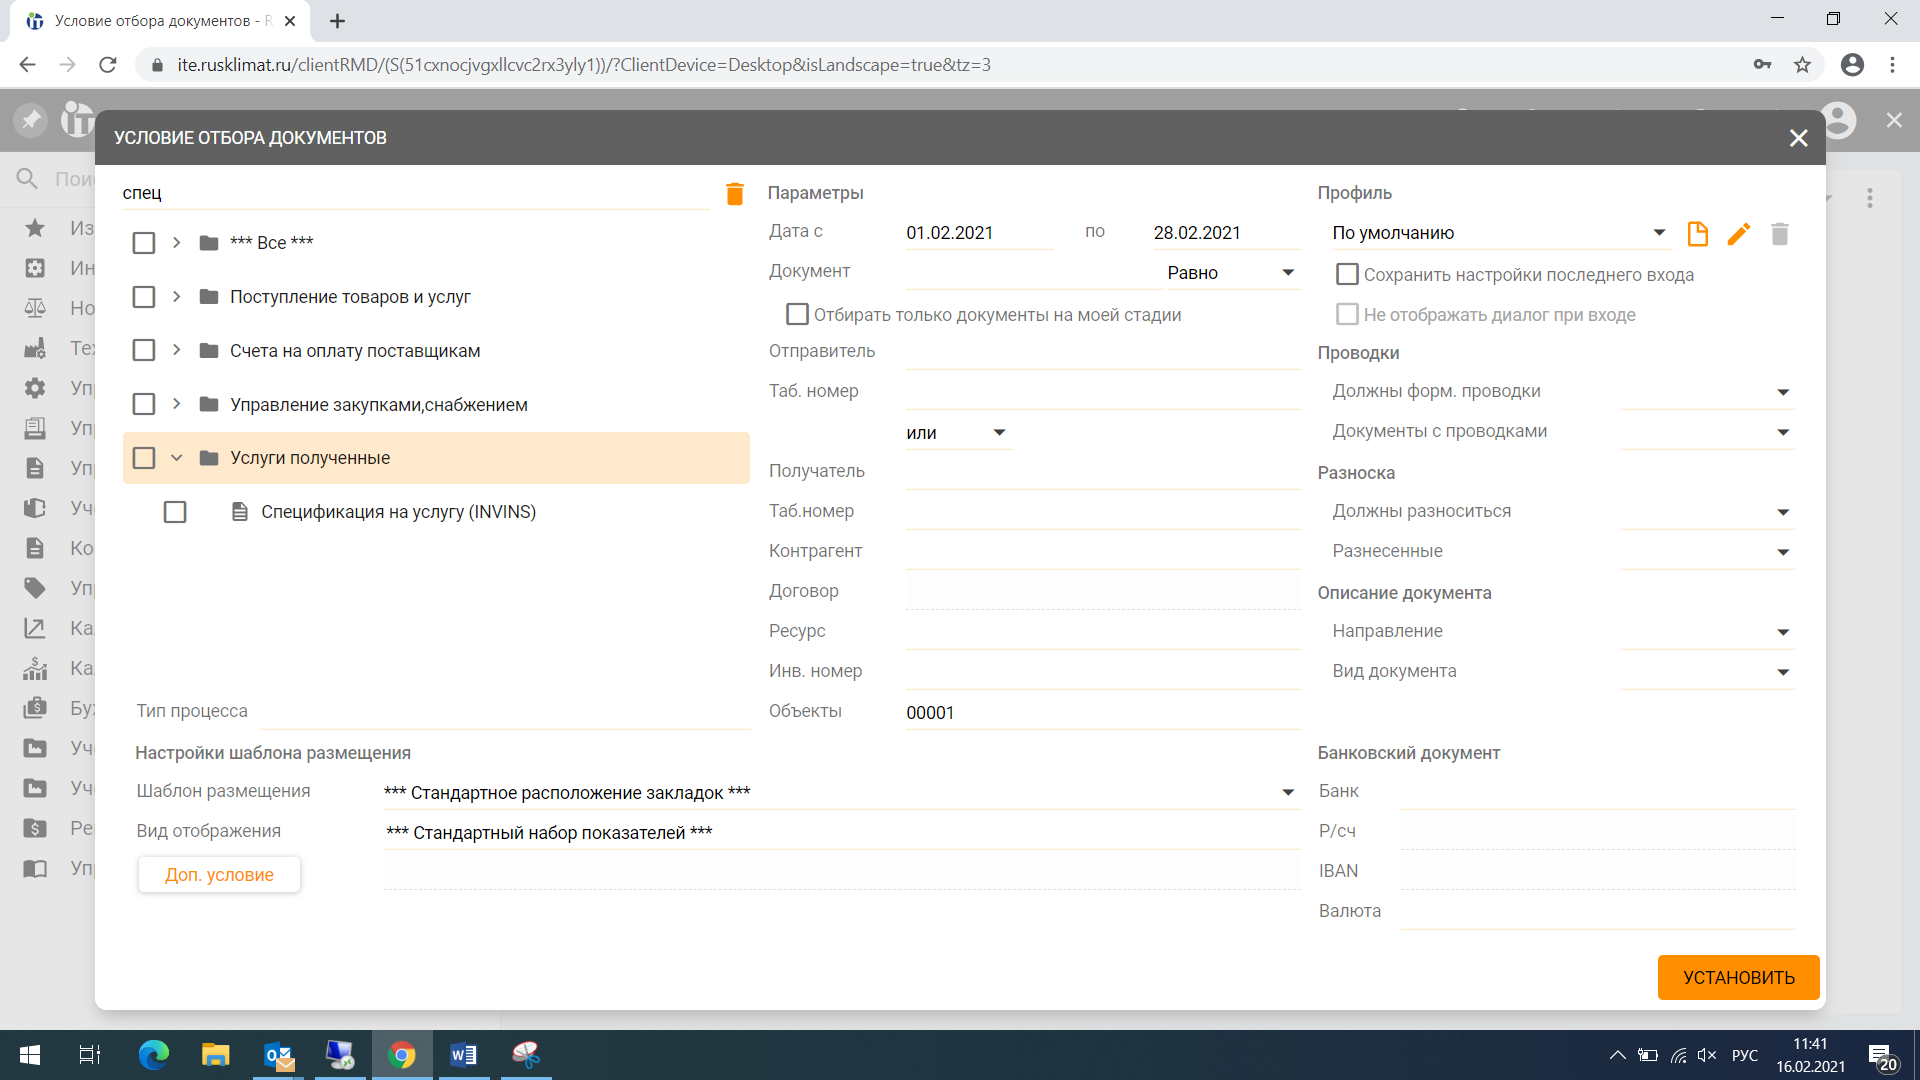 Условие отбора документов - R
ite.rusklimat.ru/clientRMD/(S(51cxnocjvgxllcvc2rx3yly1))/?ClientDevice=Desktop&isLandscape=true&tz=3
УСЛОВИЕ ОТБОРА ДОКУМЕНТОВ
Пои
Из
Ин
Но
Тех
Уп
Упр
Упр
Уч
Ко
Упр
Ка
Ка
Бух
Уч
Уч
Ре
Упр
спец
*** Все ***
Поступление товаров и услуг
Счета на оплату поставщикам
Управление закупками,снабжением
Услуги полученные
Спецификация на услугу (INVINS)
Тип процесса
Настройки шаблона размещения
Шаблон размещения *** Стандартное расположение закладок ***
Вид отображения *** Стандартный набор показателей ***
Доп. условие
Параметры
Дата с 01.02.2021 по 28.02.2021
Документ Равно
Отбирать только документы на моей стадии
Отправитель
Таб. номер
или
Получатель
Таб.номер
Контрагент
Договор
Ресурс
Инв. номер
Объекты 00001
Профиль
По умолчанию
Сохранить настройки последнего входа
Не отображать диалог при входе
Проводки
Должны форм. проводки
Документы с проводками
Разноска
Должны разноситься
Разнесенные
Описание документа
Направление
Вид документа
Банковский документ
Банк
Р/сч
IBAN
Валюта
УСТАНОВИТЬ
РУС
11:41
16.02.2021
20